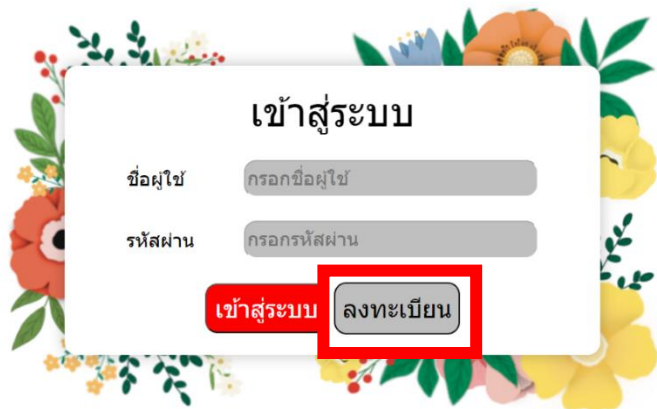 เข้าสู่ระบบ
ชื่อผู้ใช้ กรอกชื่อผู้ใช้
รหัสผ่าน กรอกรหัสผ่าน
เข้าสู่ระบบ ลงทะเบียน